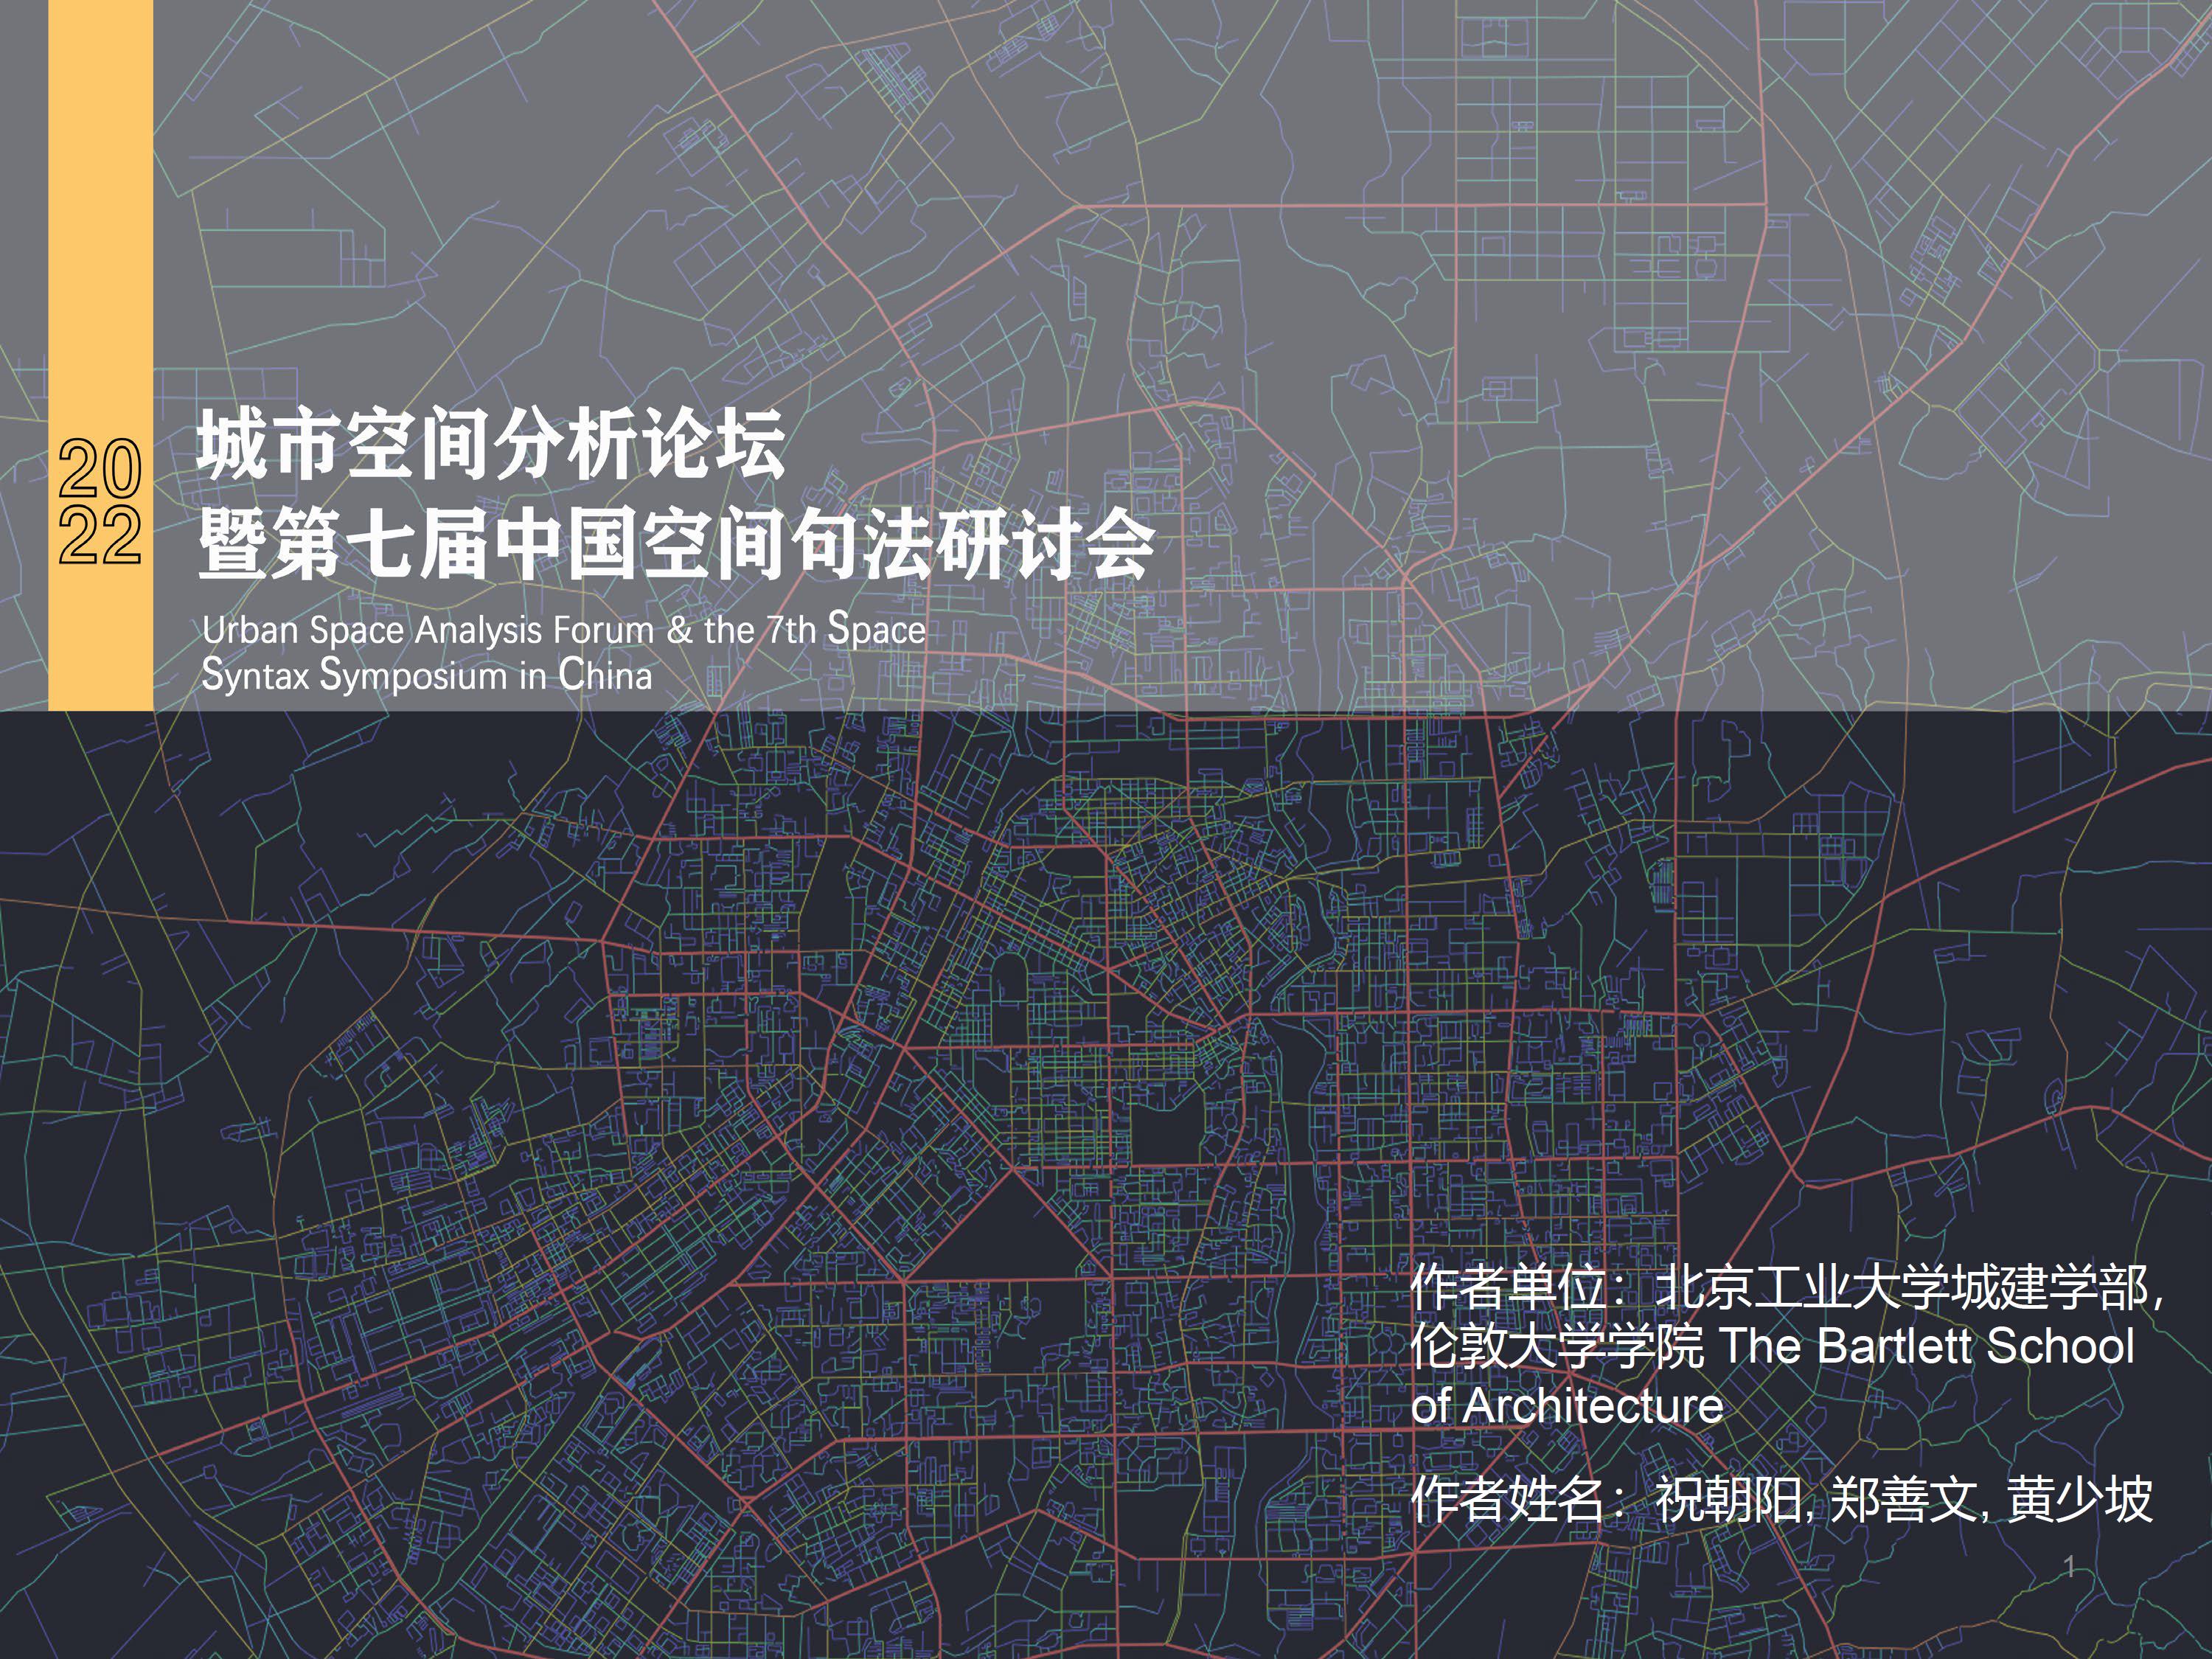 20
22
城市空间分析论坛
暨第七届中国空间句法研讨会
Urban Space Analysis Forum & the 7th Space
Syntax Symposium in China
作者单位：北京工业大学城建学部,
伦敦大学学院 The Bartlett School
of Architecture
作者姓名：祝朝阳, 郑善文, 黄少坡
1